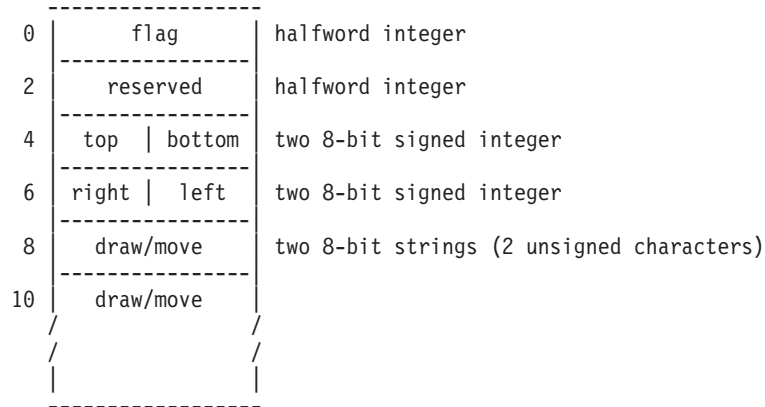 0 flag halfword integer
2 reserved halfword integer
4 top | bottom two 8-bit signed integer
6 right | left two 8-bit signed integer
8 draw/move two 8-bit strings (2 unsigned characters)
10 draw/move